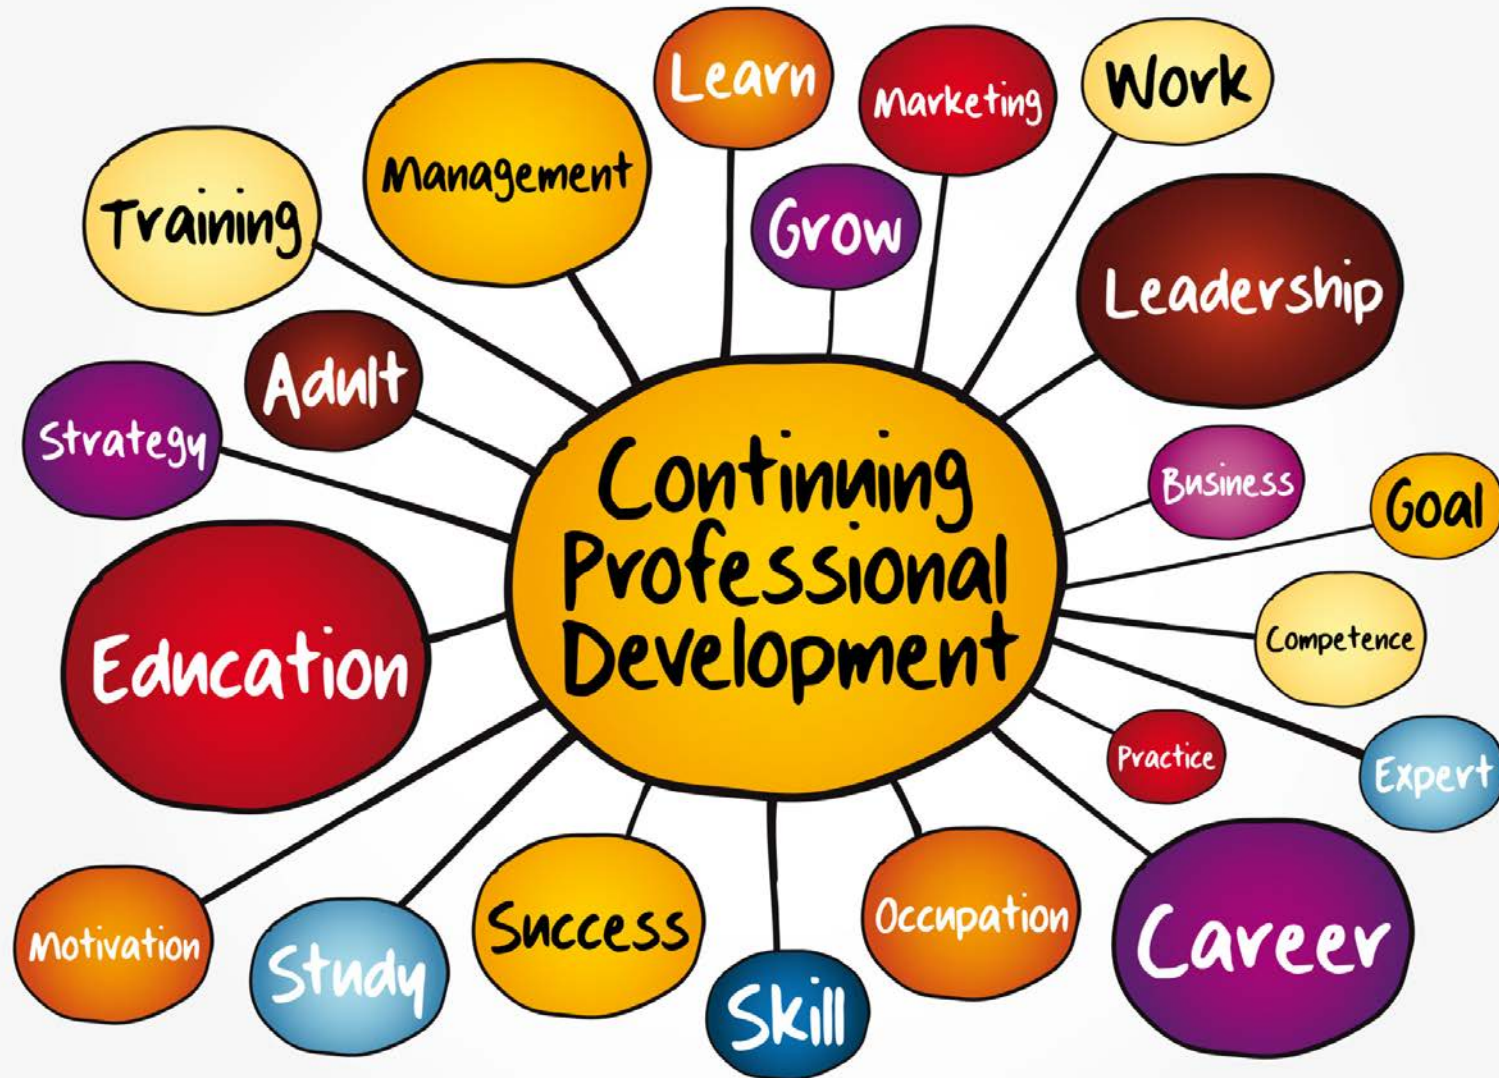 Learn
Marketing
Work
Management
Training
Grow
Leadership
Adult
Strategy
Business
Goal
Continuing
Professional
Development
Education
Competence
Practice
Expert
Motivation
Study
Success
Skill
Occupation
Career